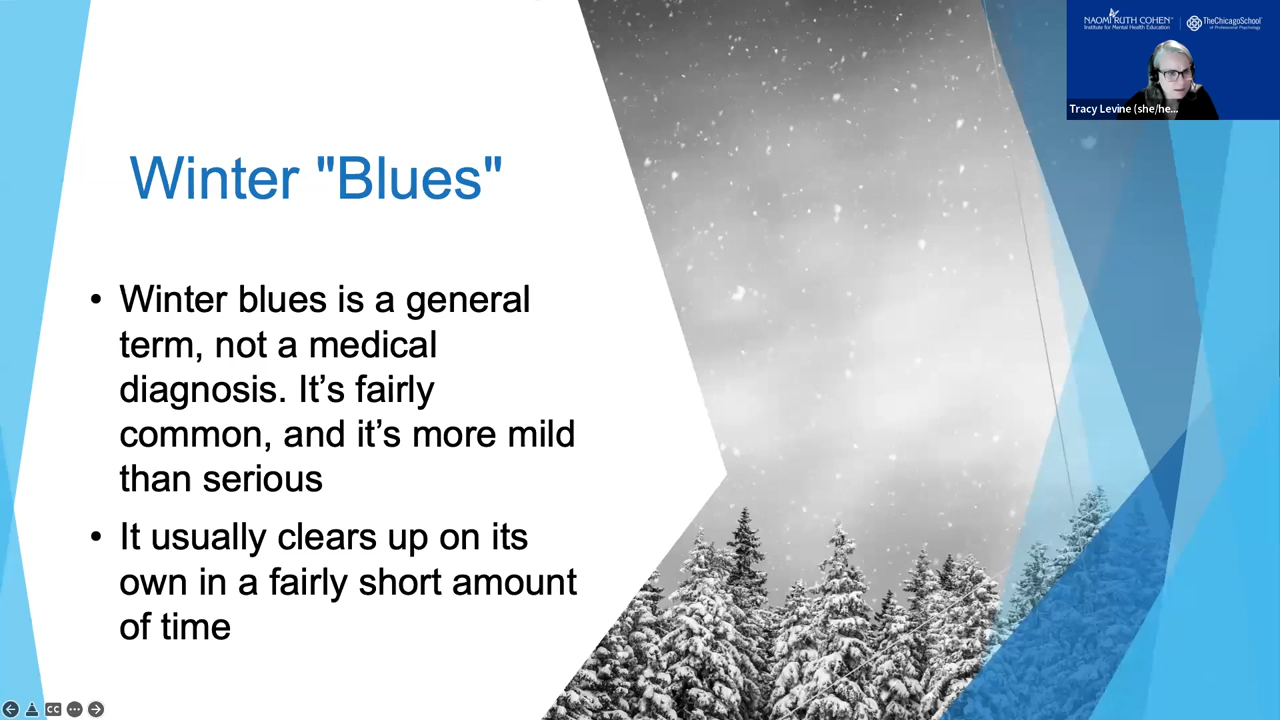 Winter "Blues"
• Winter blues is a general
term, not a medical
diagnosis. It’s fairly
common, and it’s more mild
than serious
• It usually clears up on its
own in a fairly short amount
of time
NAOMI RUTH COHEN
Institute for Mental Health Education
TheChicagoSchool
of Professional Psychology
Tracy Levine (she/he...
CC